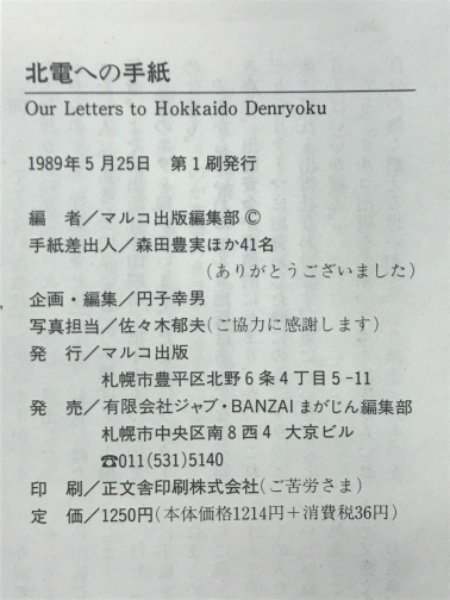 北電への手紙
Our Letters to Hokkaido Denryoku
1989年5月25日　第1刷発行
編　者／マルコ出版編集部©
手紙差出人／森田豊実ほか41名
（ありがとうございました）
企画・編集／円子幸男
写真担当／佐々木郁夫（ご協力に感謝します）
発　行／マルコ出版
札幌市豊平区北野6条4丁目5-11
発　売／有限会社ジャブ・BANZAIまがじん編集部
札幌市中央区南8西4　大京ビル
☎011(531)5140
印　刷／正文舎印刷株式会社（ご苦労さま）
定　価／1250円（本体価格1214円＋消費税36円）